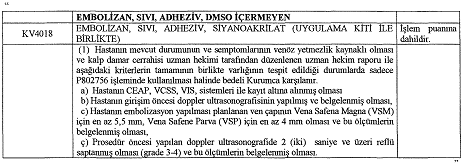 “
EMBOLİZAN, SIVI, ADHEZİV, DMSO İÇERMEYEN
KV4018
EMBOLİZAN, SIVI, ADHEZİV, SİYANOAKRİLAT (UYGULAMA KİTİ İLE
BİRLİKTE)
İşlem puanına
dahildir.
(1) Hastanın mevcut durumunun ve semptomlarının venöz yetmezlik kaynaklı olması
ve kalp damar cerrahisi uzman hekimi tarafından düzenlenen uzman hekim raporu ile
aşağıdaki kriterlerin tamamının birlikte varlığının tespit edildiği durumlarda sadece
P802756 işleminde kullanılması halinde bedeli Kurumca karşılanır.
a) Hastanın CEAP, VCSS, VIS, sistemleri ile kayıt altına alınmış olması
b) Hastanın girişim öncesi doppler ultrasonografisinin yapılmış ve belgelenmiş olması,
c) Hastanın embolizasyon yapılması planlanan ven çapının Vena Safena Magna (VSM)
için en az 5,5 mm, Vena Safene Parva (VSP) için en az 4 mm olması ve bu ölçümlerin
belgelenmiş olması,
ç) Prosedür öncesi yapılan doppler ultrasonografide 2 (iki) saniye ve üzeri reflü
saptanmış olması (grade 3-4) ve bu ölçümlerin belgelenmiş olması gereklidir.
”